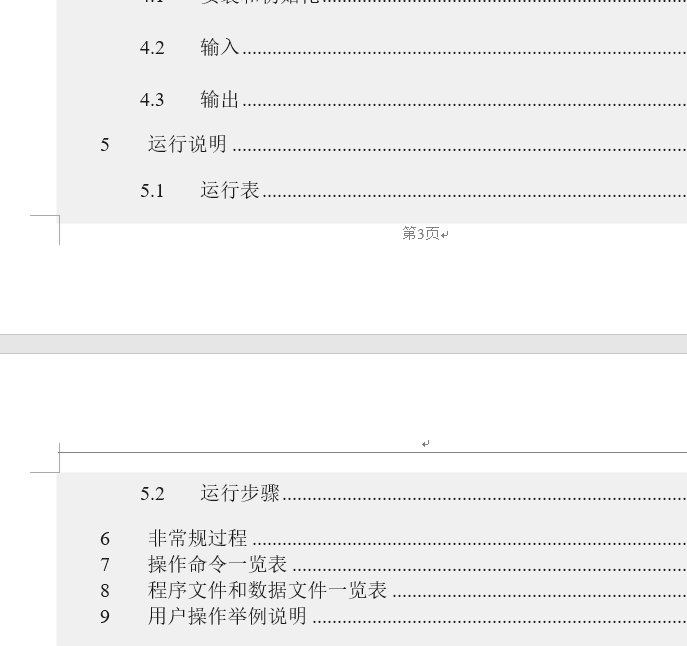 4.2 输入
4.3 输出
5 运行说明
5.1 运行表
第3页
5.2 运行步骤
6 非常规过程
7 操作命令一览表
8 程序文件和数据文件一览表
9 用户操作举例说明